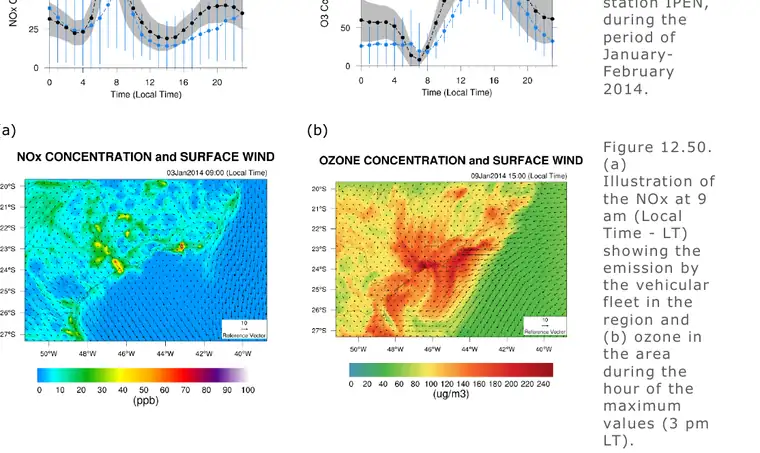 station IPEN,
during the
period of
January-
February
2014.
NOx C
25
0
0 4 8 12 16 20
Time (Local Time)
O3 Co
50
0
0 4 8 12 16 20
Time (Local Time)
(a)
NOx CONCENTRATION and SURFACE WIND
03Jan2014 09:00 (Local Time)
20°S
21°S
22°S
23°S
24°S
25°S
26°S
27°S
50°W 48°W 46°W 44°W 42°W 40°W
10
Reference Vector
0 10 20 30 40 50 60 70 80 90 100
(ppb)
(b)
OZONE CONCENTRATION and SURFACE WIND
09Jan2014 15:00 (Local Time)
20°S
21°S
22°S
23°S
24°S
25°S
26°S
27°S
50°W 48°W 46°W 44°W 42°W 40°W
10
Reference Vector
0 20 40 60 80 100 120 140 160 180 200 220 240
(ug/m3)
Figure 12.50.
(a)
Illustration of
the NOx at 9
am (Local
Time - LT)
showing the
emission by
the vehicular
fleet in the
region and
(b) ozone in
the area
during the
hour of the
maximum
values (3 pm
LT).